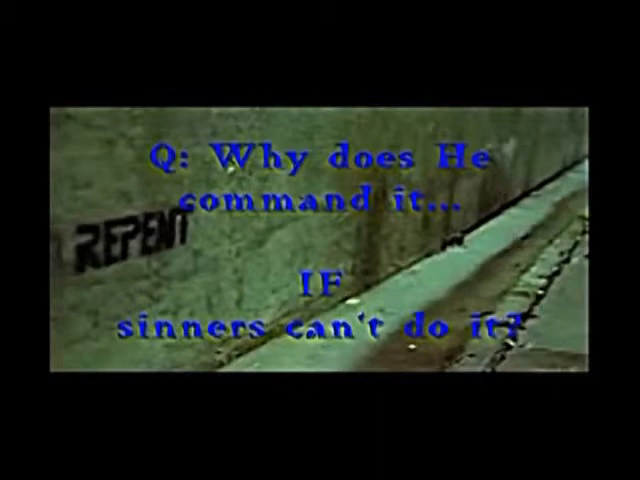 Q: Why does He
command it...
REPENT
IF
sinners can't do it?